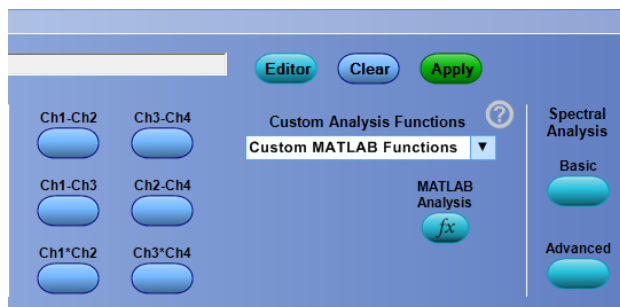 Editor Clear Apply
Ch1-Ch2 Ch3-Ch4
Custom Analysis Functions ?
Custom MATLAB Functions ▼
Spectral
Analysis
Basic
Ch1-Ch3 Ch2-Ch4
MATLAB
Analysis
fx
Ch1*Ch2 Ch3*Ch4
Advanced